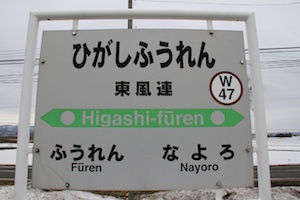 ひがしふうれん
東風連
W
47
Higashi-fūren
ふうれん なよろ
Fūren Nayoro